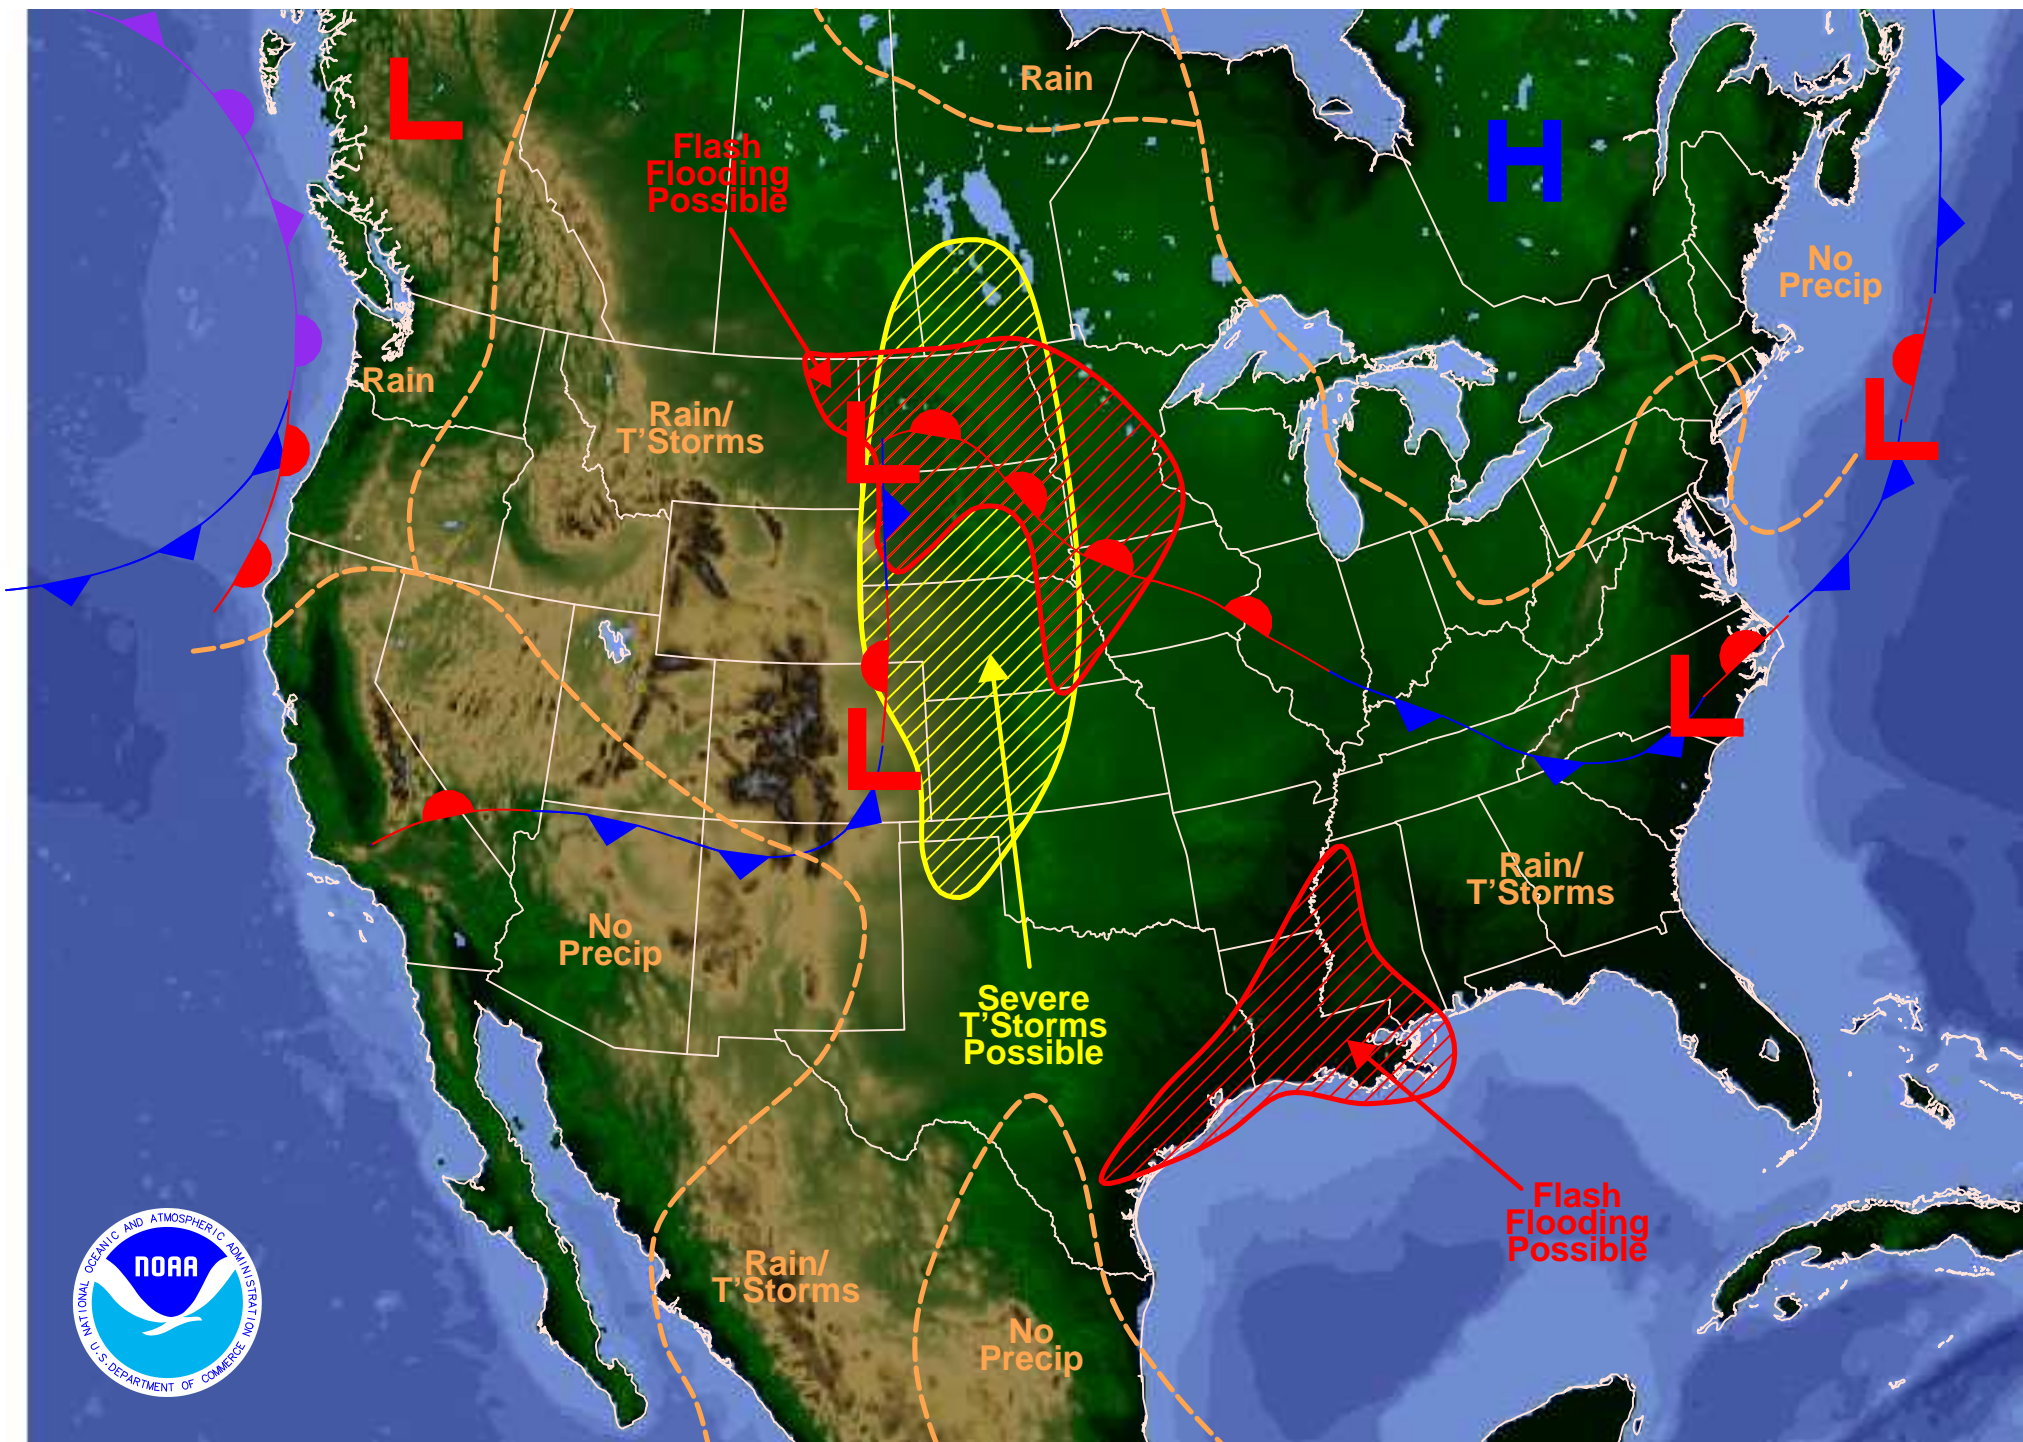 L
Rain
H
Flash
Flooding
Possible
No
Precip
Rain
Rain/
T'Storms
L
L
L
L
Rain/
T'Storms
No
Precip
Severe
T'Storms
Possible
Flash
Flooding
Possible
Rain/
T'Storms
No
Precip
NATIONAL OCEANIC AND ATMOSPHERIC ADMINISTRATION
NOAA
U.S. DEPARTMENT OF COMMERCE